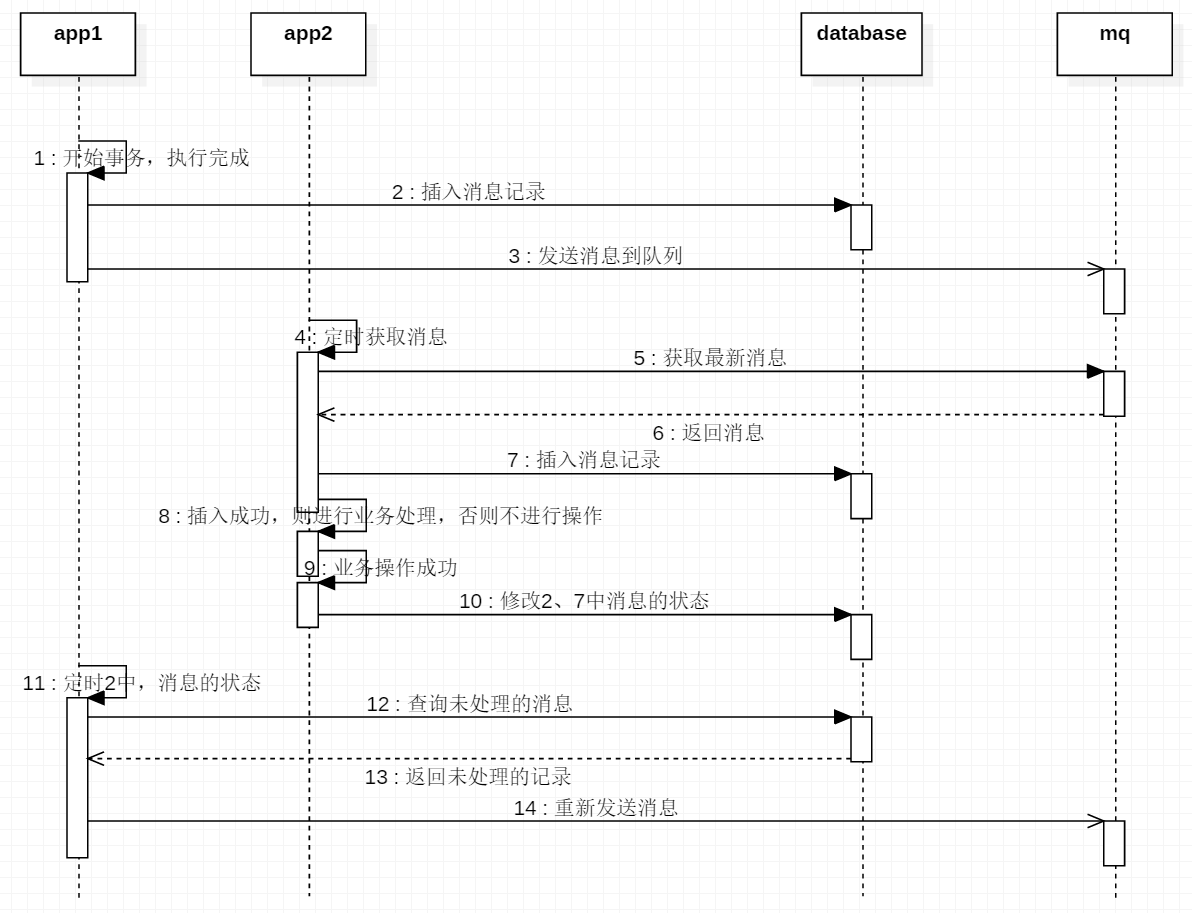 app1
app2
database
mq
1 : 开始事务，执行完成
2 : 插入消息记录
3 : 发送消息到队列
4 : 定时获取消息
5 : 获取最新消息
6 : 返回消息
7 : 插入消息记录
8 : 插入成功，则进行业务处理，否则不进行操作
9 : 业务操作成功
10 : 修改2、7中消息的状态
11 : 定时2中，消息的状态
12 : 查询未处理的消息
13 : 返回未处理的记录
14 : 重新发送消息